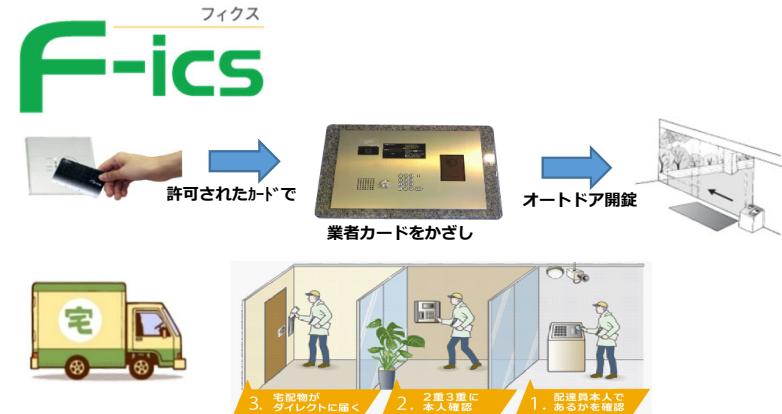 フィクス
F-ics
許可されたｶｰﾄﾞで
業者カードをかざし
オートドア開錠
宅
3. 宅配物が
ダイレクトに届く
2. 2重3重に
本人確認
1. 配達員本人で
あるかを確認